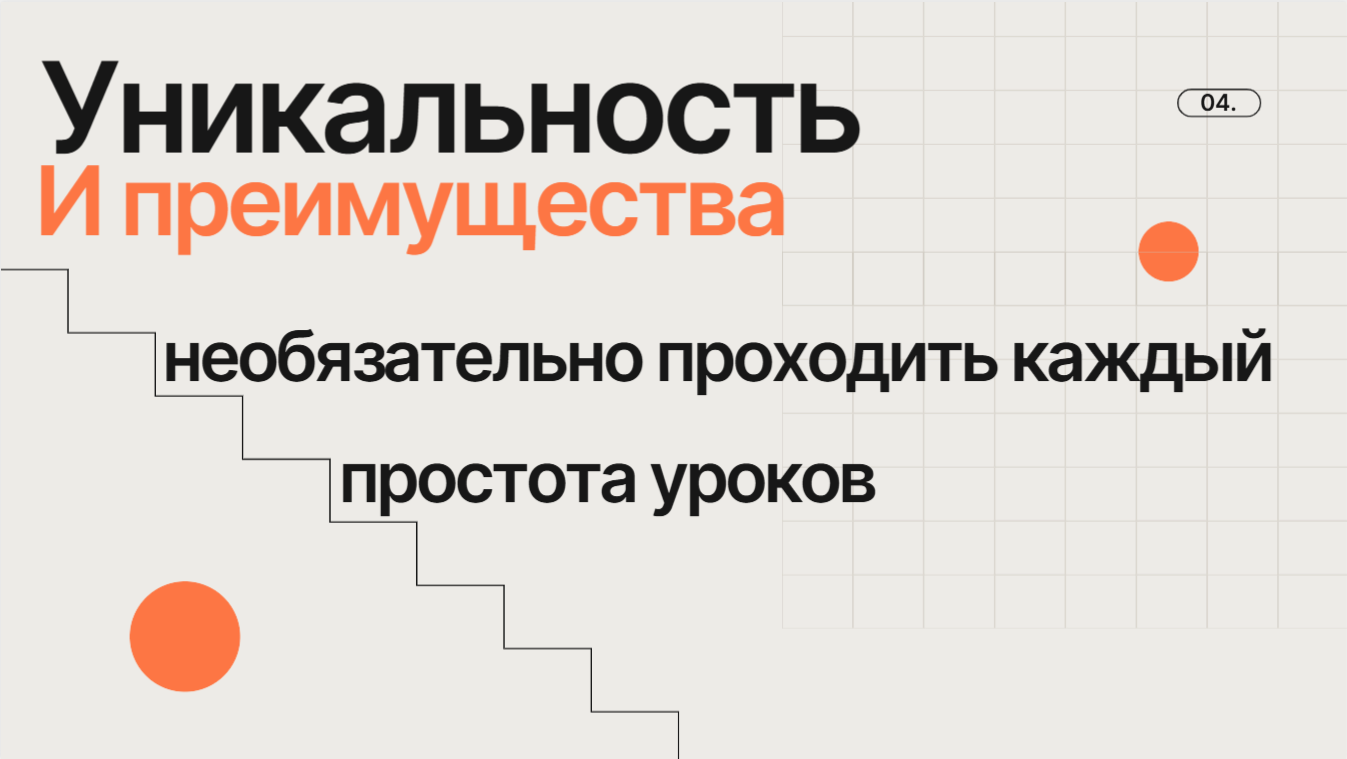 Уникальность
04.
И преимущества
необязательно проходить каждый
простота уроков